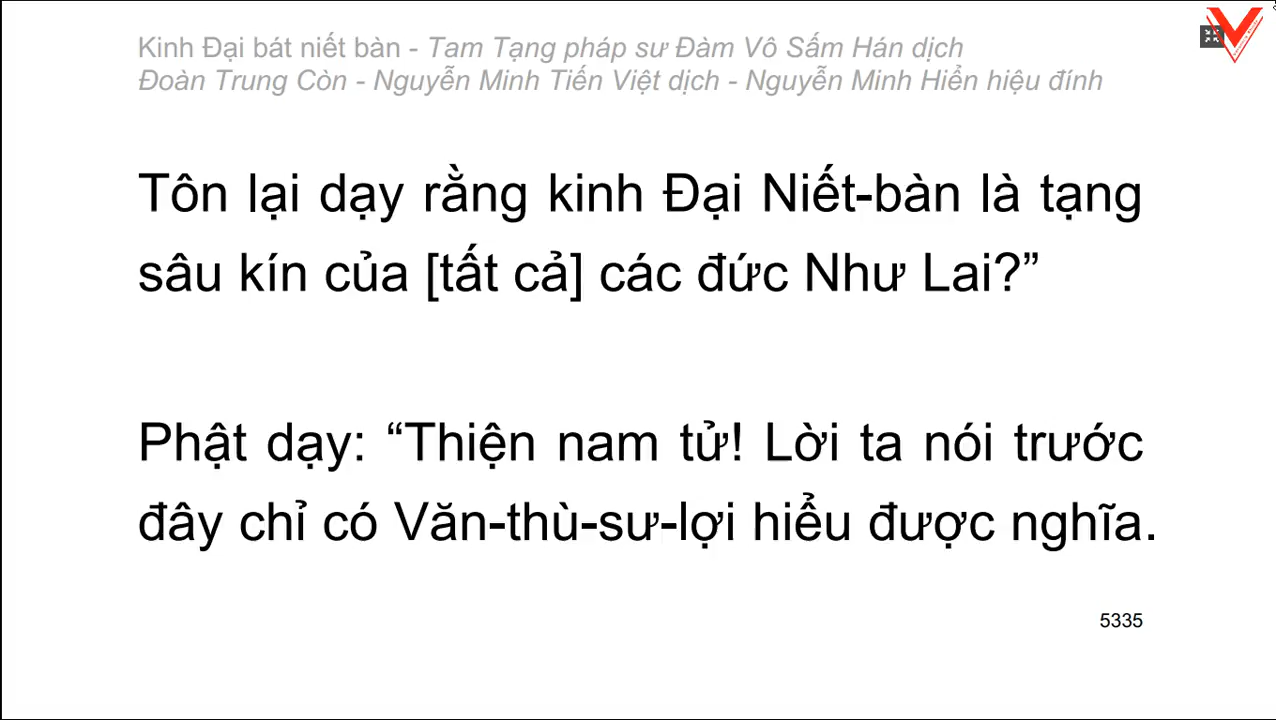 Kinh Đại bát niết bàn - Tam Tạng pháp sư Đàm Vô Sấm Hán dịch
Đoàn Trung Còn - Nguyễn Minh Tiến Việt dịch - Nguyễn Minh Hiển hiệu đính
Tôn lại dạy rằng kinh Đại Niết-bàn là tạng
sâu kín của [tất cả] các đức Như Lai?”
Phật dạy: “Thiện nam tử! Lời ta nói trước
đây chỉ có Văn-thù-sư-lợi hiểu được nghĩa.
5335